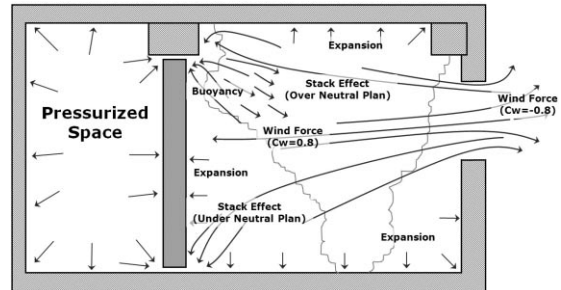 Expansion
Stack Effect
(Over Neutral Plan)
Buoyancy
Pressurized
Space
Wind Force
(Cw=-0.8)
Wind Force
(Cw=0.8)
Expansion
Stack Effect
(Under Neutral Plan)
Expansion